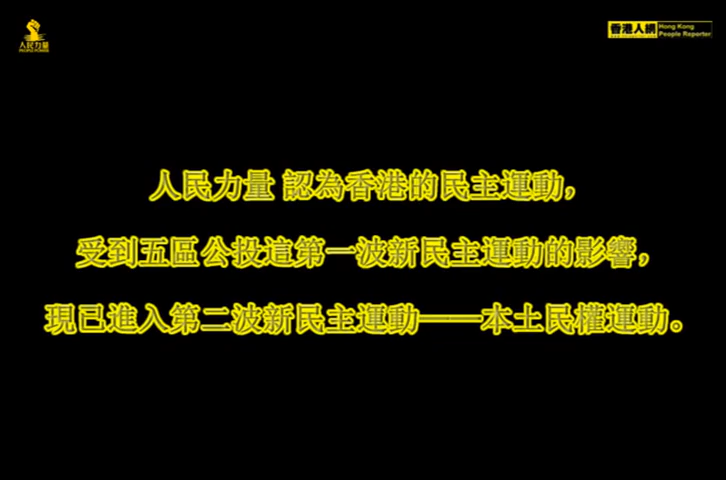 人民力量
PEOPLE POWER
香港人網
Hong Kong
People Reporter
人民力量 認為香港的民主運動，
受到五區公投這第一波新民主運動的影響，
現已進入第二波新民主運動——本土民權運動。